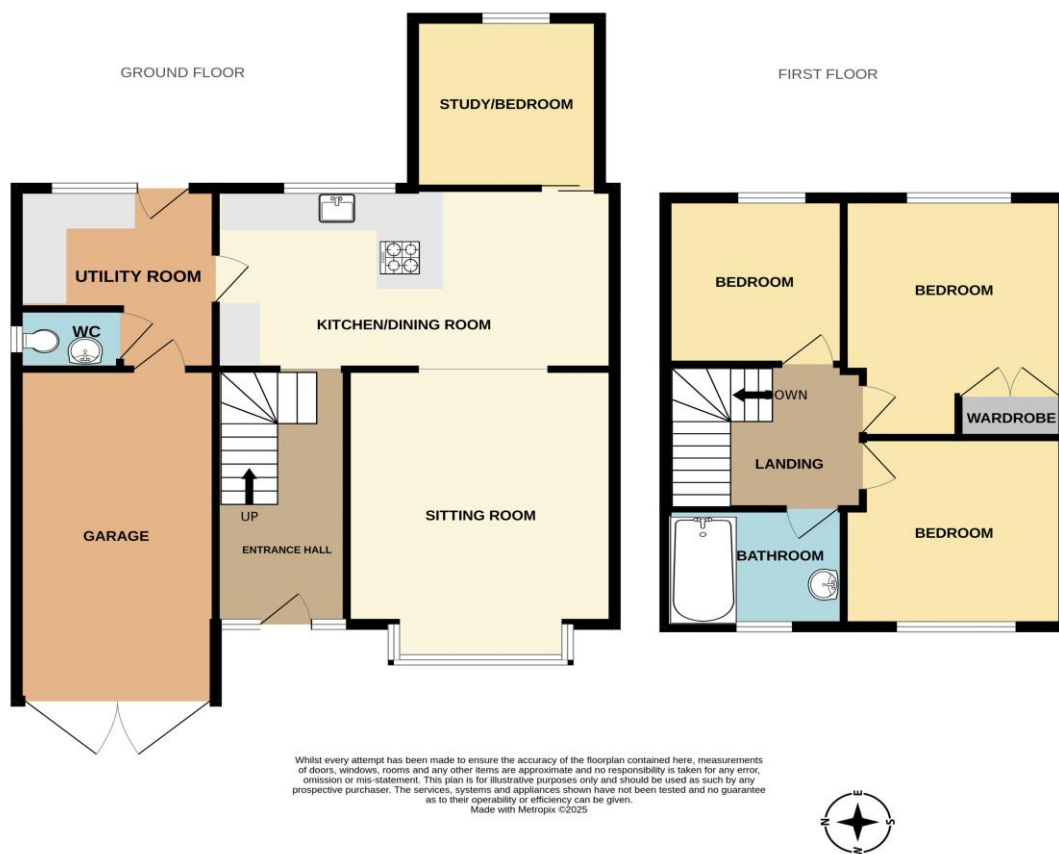 GROUND FLOOR
FIRST FLOOR
STUDY/BEDROOM
UTILITY ROOM
WC
KITCHEN/DINING ROOM
GARAGE
UP
ENTRANCE HALL
SITTING ROOM
BEDROOM
BEDROOM
DOWN
WARDROBE
LANDING
BATHROOM
BEDROOM
Whilst every attempt has been made to ensure the accuracy of the floorplan contained here, measurements
of doors, windows, rooms and any other items are approximate and no responsibility is taken for any error,
omission or mis-statement. This plan is for illustrative purposes only and should be used as such by any
prospective purchaser. The services, systems and appliances shown have not been tested and no guarantee
as to their operability or efficiency can be given.
Made with Metropix ©2025
E
N
S
W